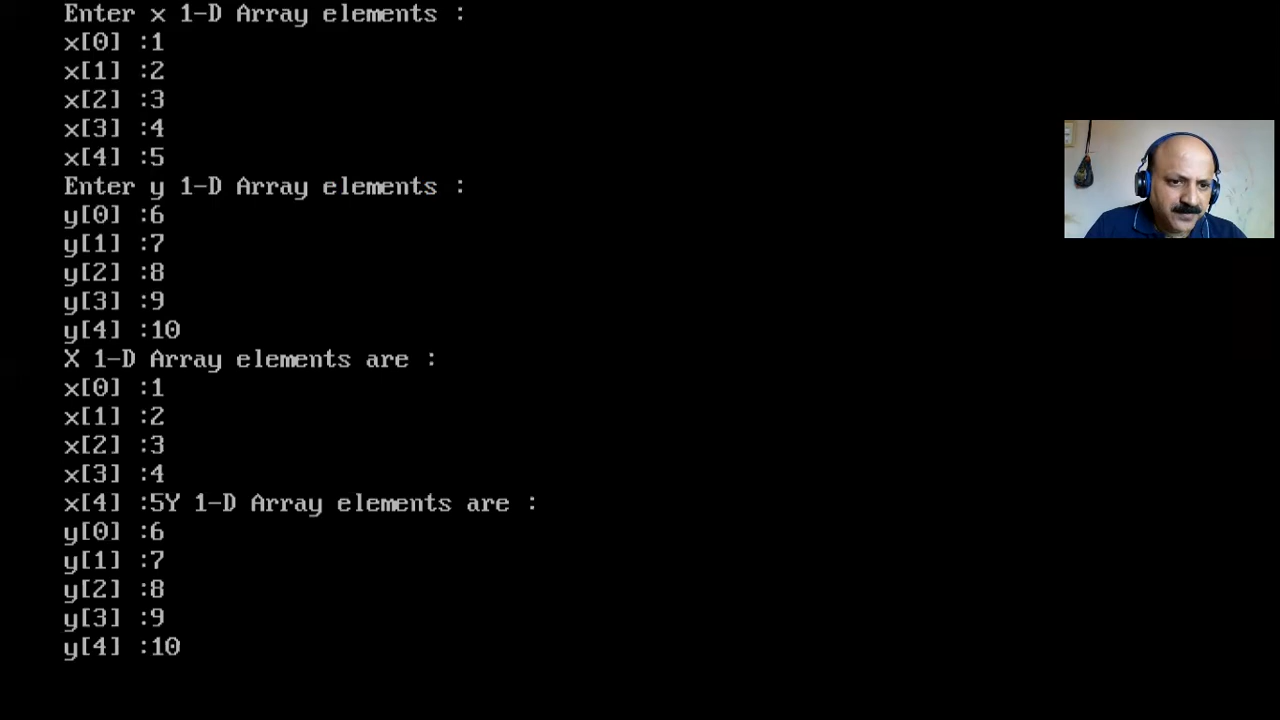 Enter x 1-D Array elements :
x[0] :1
x[1] :2
x[2] :3
x[3] :4
x[4] :5
Enter y 1-D Array elements :
y[0] :6
y[1] :7
y[2] :8
y[3] :9
y[4] :10
X 1-D Array elements are :
x[0] :1
x[1] :2
x[2] :3
x[3] :4
x[4] :5Y 1-D Array elements are :
y[0] :6
y[1] :7
y[2] :8
y[3] :9
y[4] :10